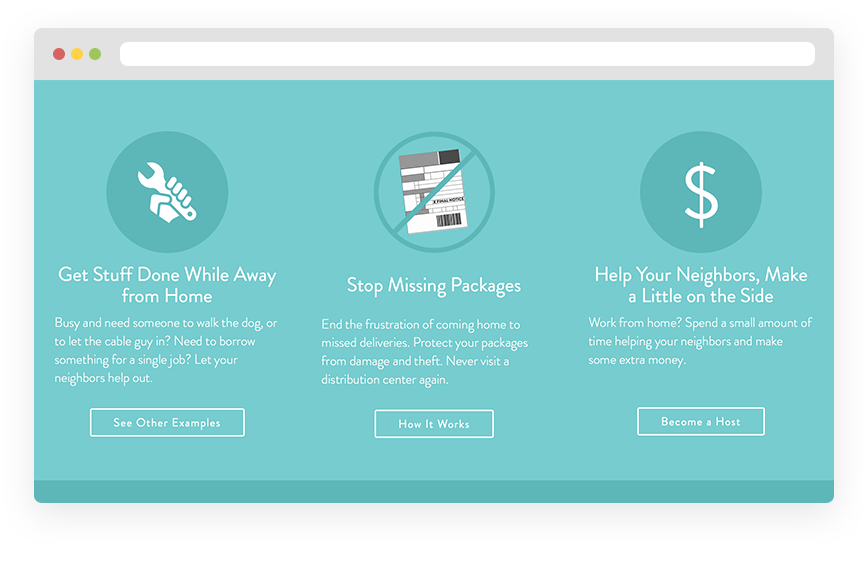 X FINAL NOTICE
Get Stuff Done While Away
from Home
Busy and need someone to walk the dog, or
to let the cable guy in? Need to borrow
something for a single job? Let your
neighbors help out.
See Other Examples
Stop Missing Packages
End the frustration of coming home to
missed deliveries. Protect your packages
from damage and theft. Never visit a
distribution center again.
How It Works
Help Your Neighbors, Make
a Little on the Side
Work from home? Spend a small amount of
time helping your neighbors and make
some extra money.
Become a Host